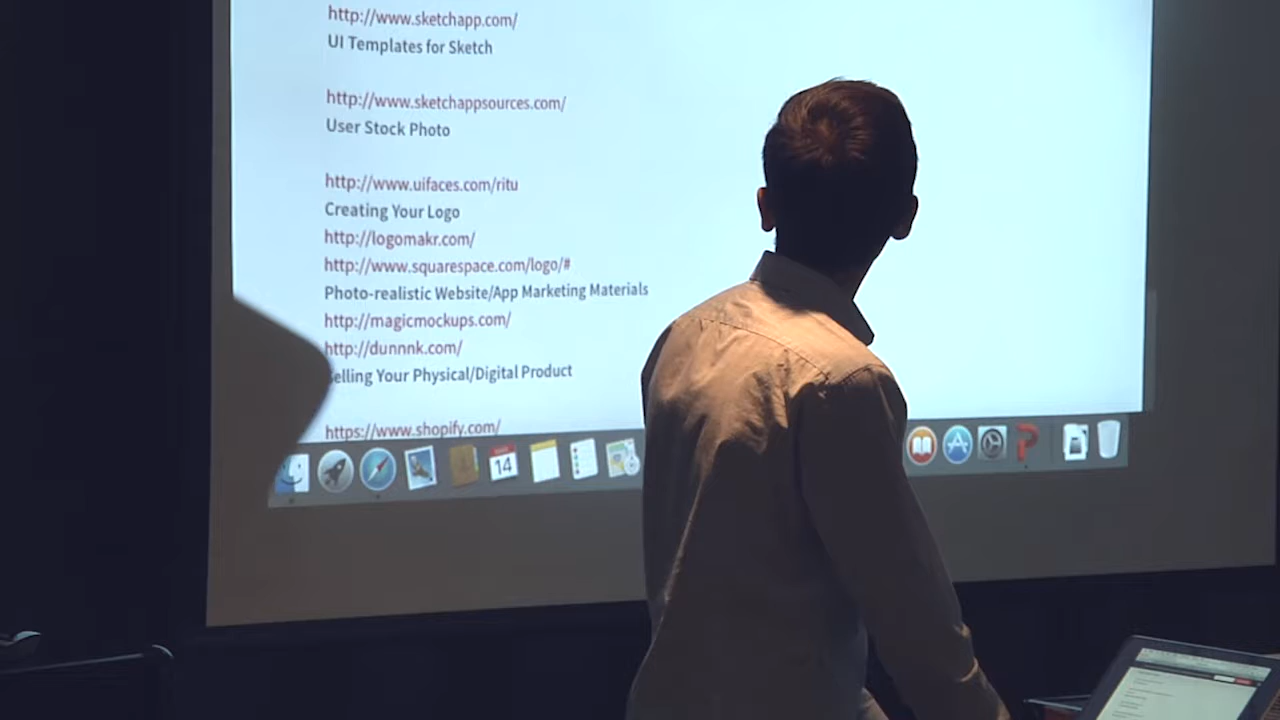 http://www.sketchapp.com/
UI Templates for Sketch
http://www.sketchappsources.com/
User Stock Photo
http://www.uifaces.com/ritu
Creating Your Logo
http://logomakr.com/
http://www.squarespace.com/logo/#
Photo-realistic Website/App Marketing Materials
http://magicmockups.com/
http://dunnnk.com/
elling Your Physical/Digital Product
https://www.shopify.com/
14